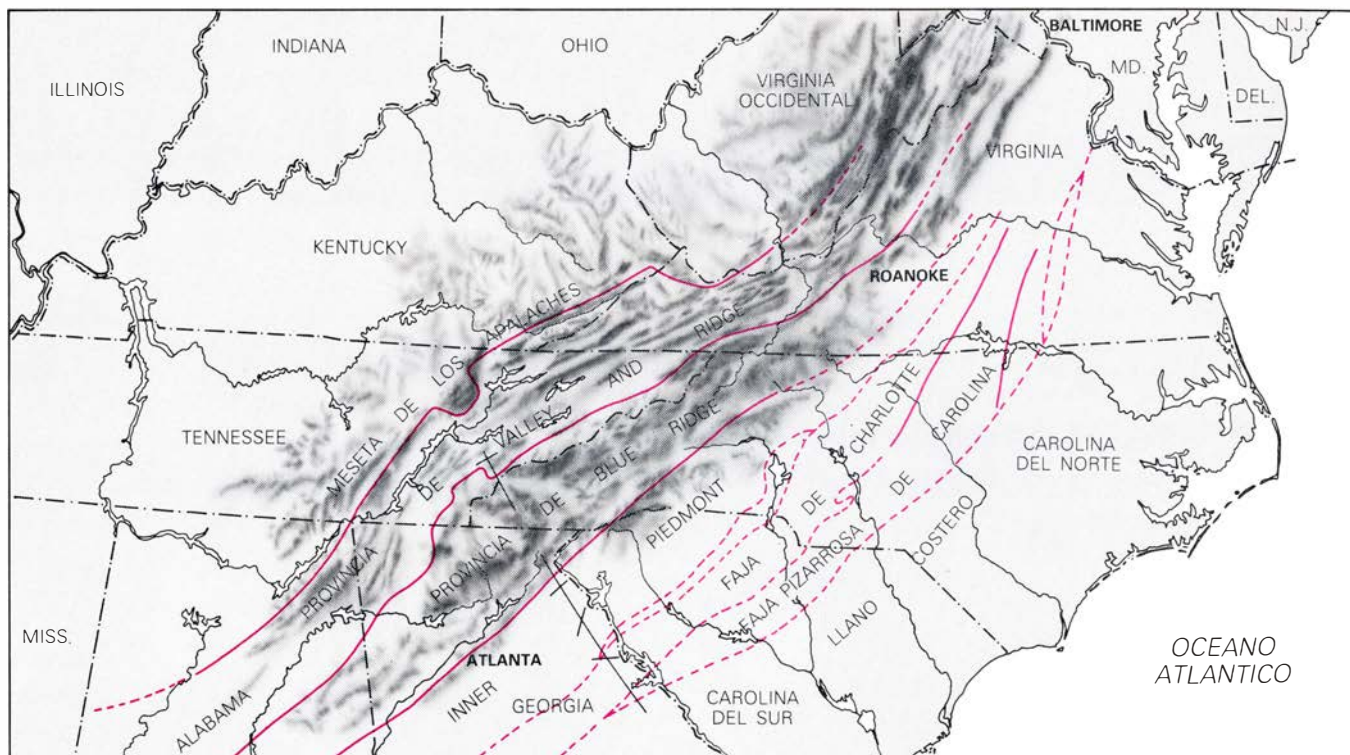 BALTIMORE
N.J.
INDIANA
OHIO
ILLINOIS
VIRGINIA
OCCIDENTAL
MD.
DEL.
VIRGINIA
KENTUCKY
ROANOKE
MESETA DE LOS APALACHES
TENNESSEE
PROVINCIA DE VALLEY AND RIDGE
PROVINCIA DE BLUE RIDGE
INNER PIEDMONT
FAJA DE CHARLOTTE
FAJA PIZARROSA DE CAROLINA
LLANO COSTERO
CAROLINA
DEL NORTE
MISS.
ALABAMA
ATLANTA
GEORGIA
CAROLINA
DEL SUR
OCEANO
ATLANTICO